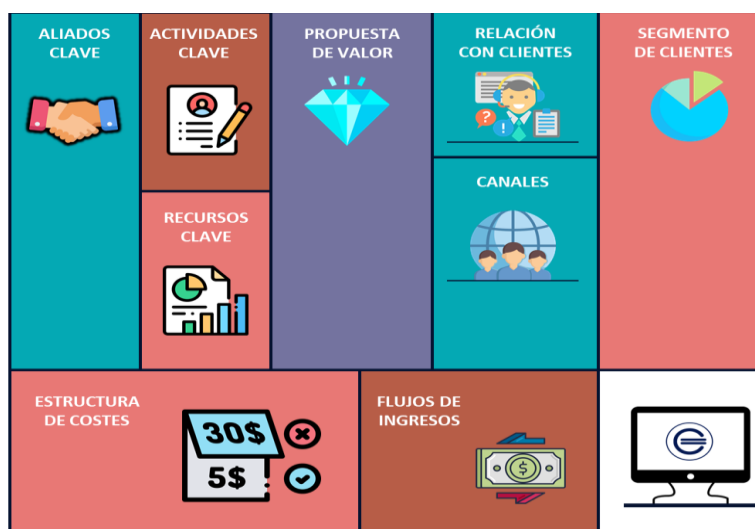 ALIADOS
CLAVE
ACTIVIDADES
CLAVE
PROPUESTA
DE VALOR
RELACIÓN
CON CLIENTES
SEGMENTO
DE CLIENTES
?
!
CANALES
RECURSOS
CLAVE
ESTRUCTURA
DE COSTES
30$
5$
FLUJOS DE
INGRESOS
$